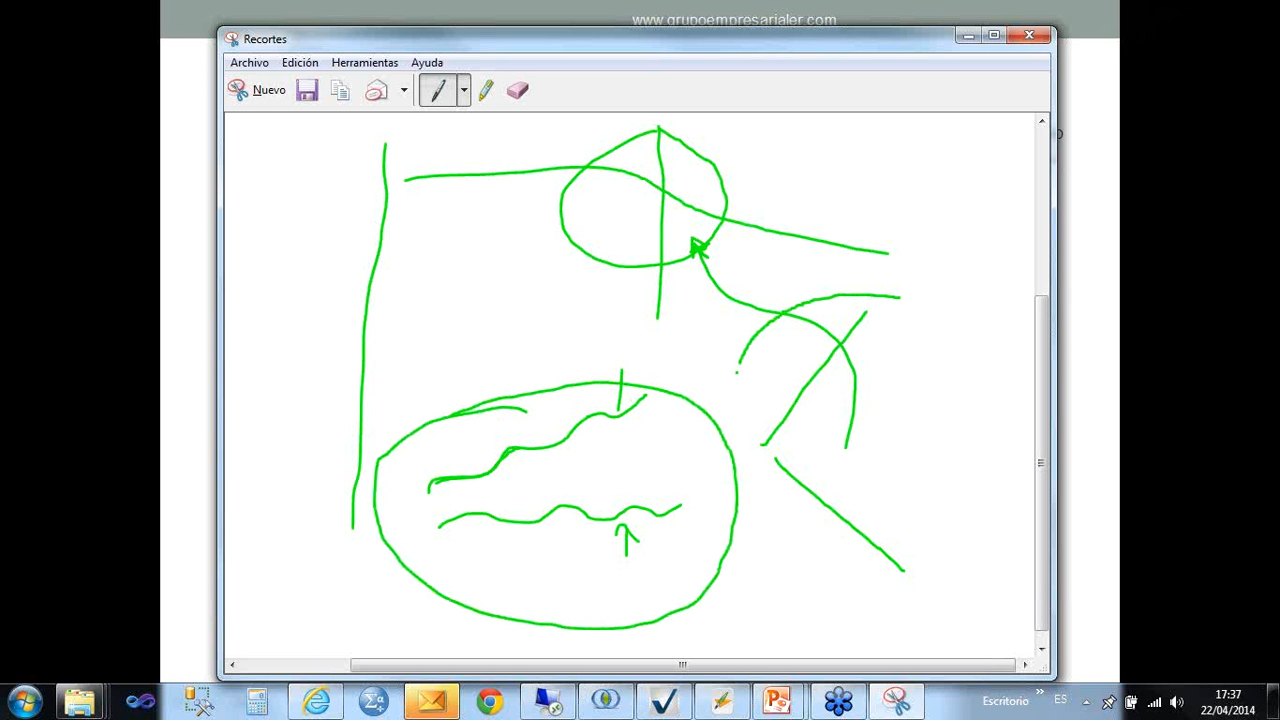 www.grupoempresarialer.com
Recortes
Archivo Edición Herramientas Ayuda
Nuevo
Escritorio
ES
17:37
22/04/2014